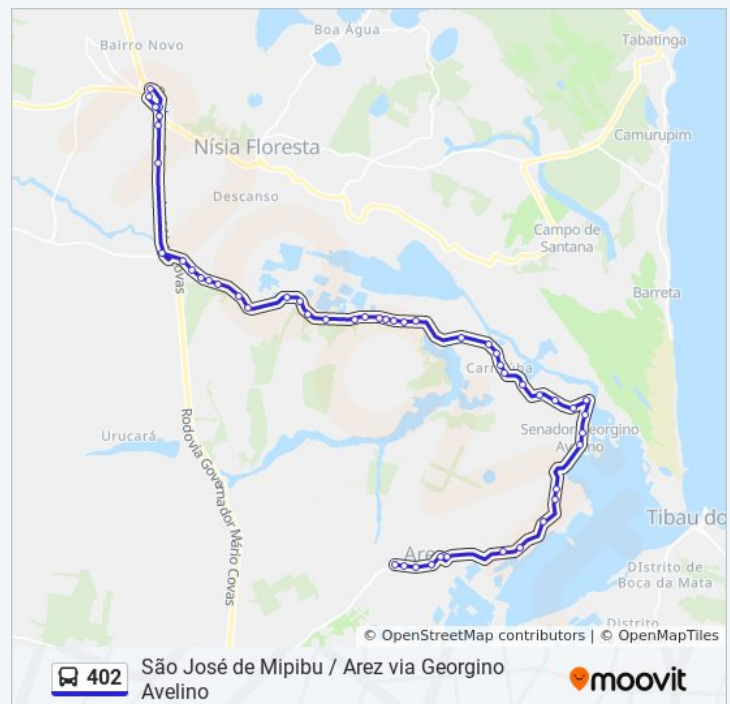 Boa Água
Bairro Novo
Tabatinga
Camurupim
Nísia Floresta
Descanso
Campo de
Santana
Barreta
ovas
Urucará
Senador Georgino
Avelino
Rodovia Governador Mário Covas
Tibau do
Arez
DIstrito de
Boca da Mata
Distrito
© OpenStreetMap contributors | © OpenMapTiles
402
São José de Mipibu / Arez via Georgino
Avelino
moovit